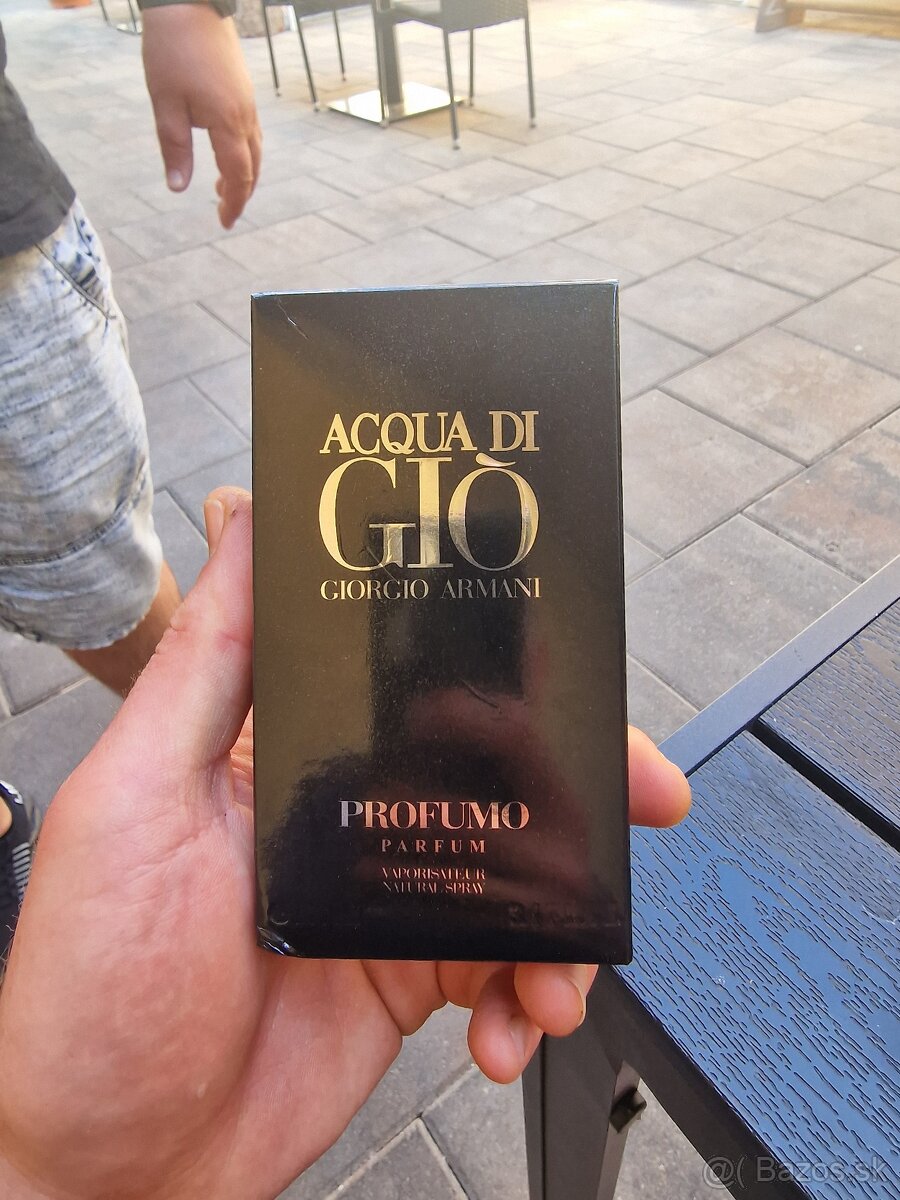 ACQUA DI
GIÒ
GIORGIO ARMANI
PROFUMO
PARFUM
VAPORISATEUR
NATURAL SPRAY
@( Bazos.sk